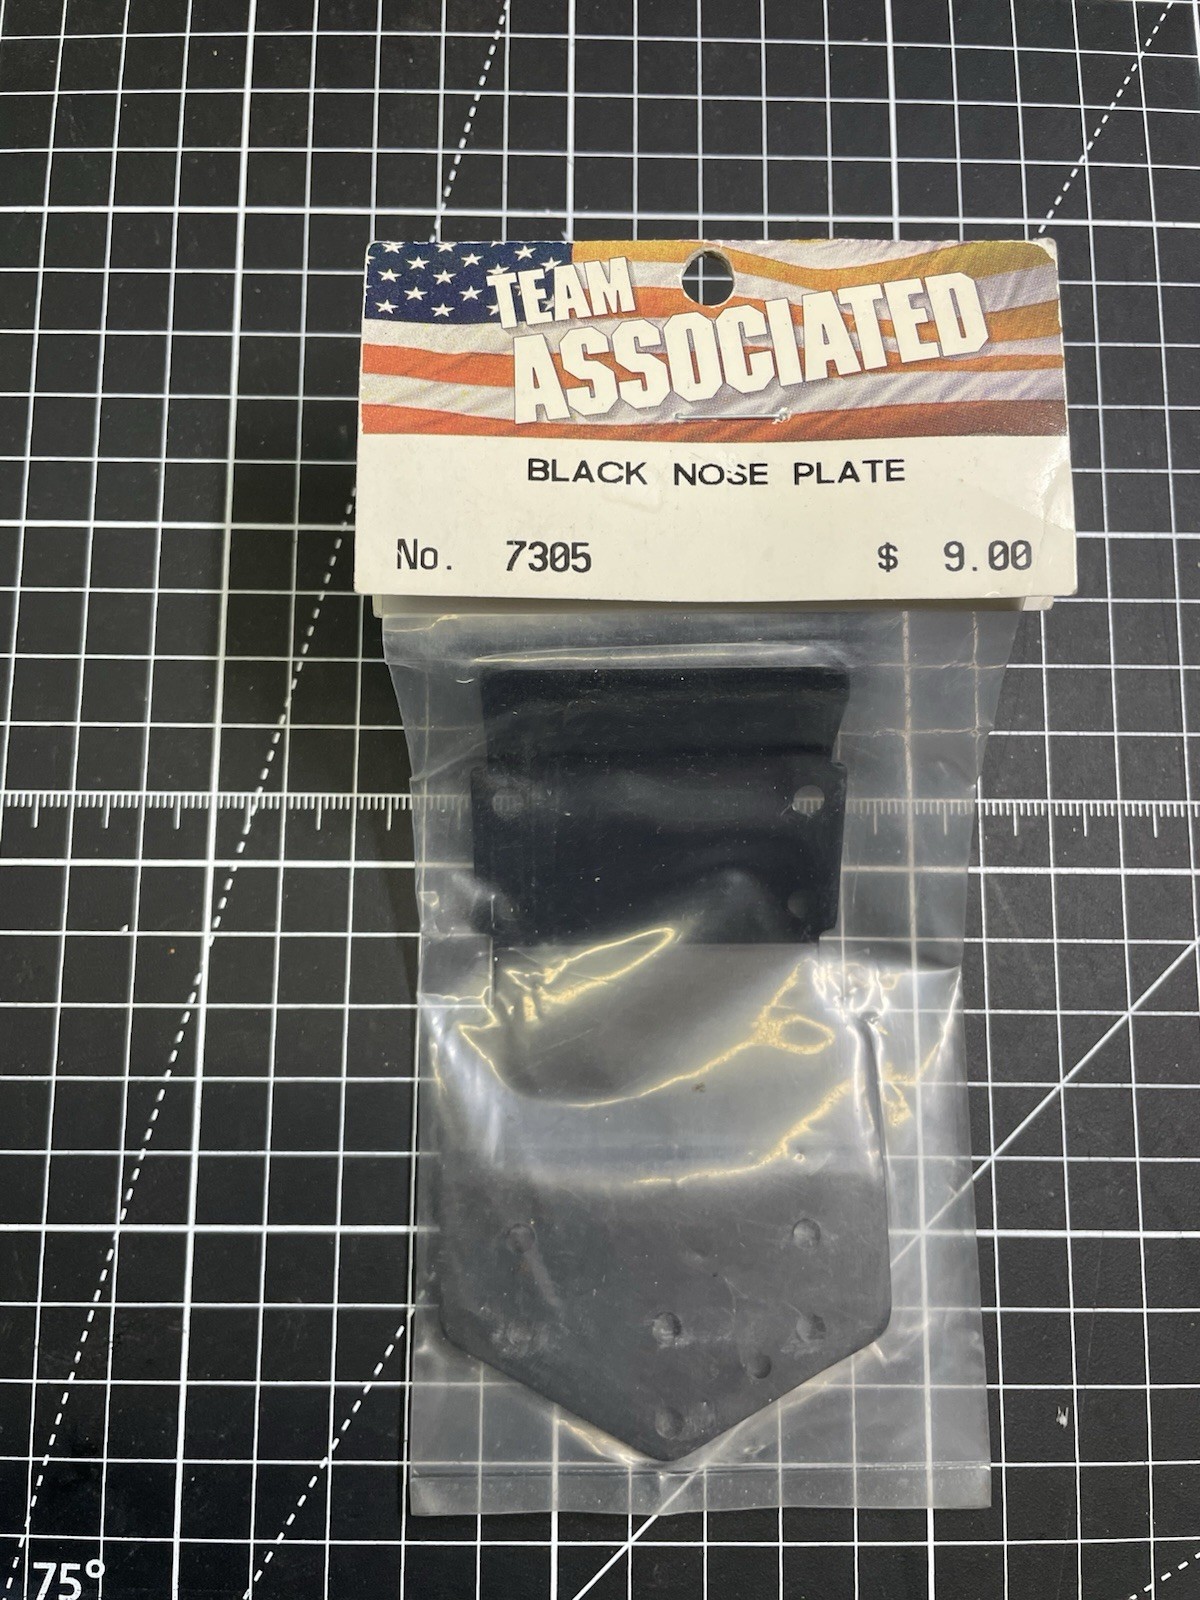 TEAM
ASSOCIATED
BLACK NOSE PLATE
No. 7305 $ 9.00
75°